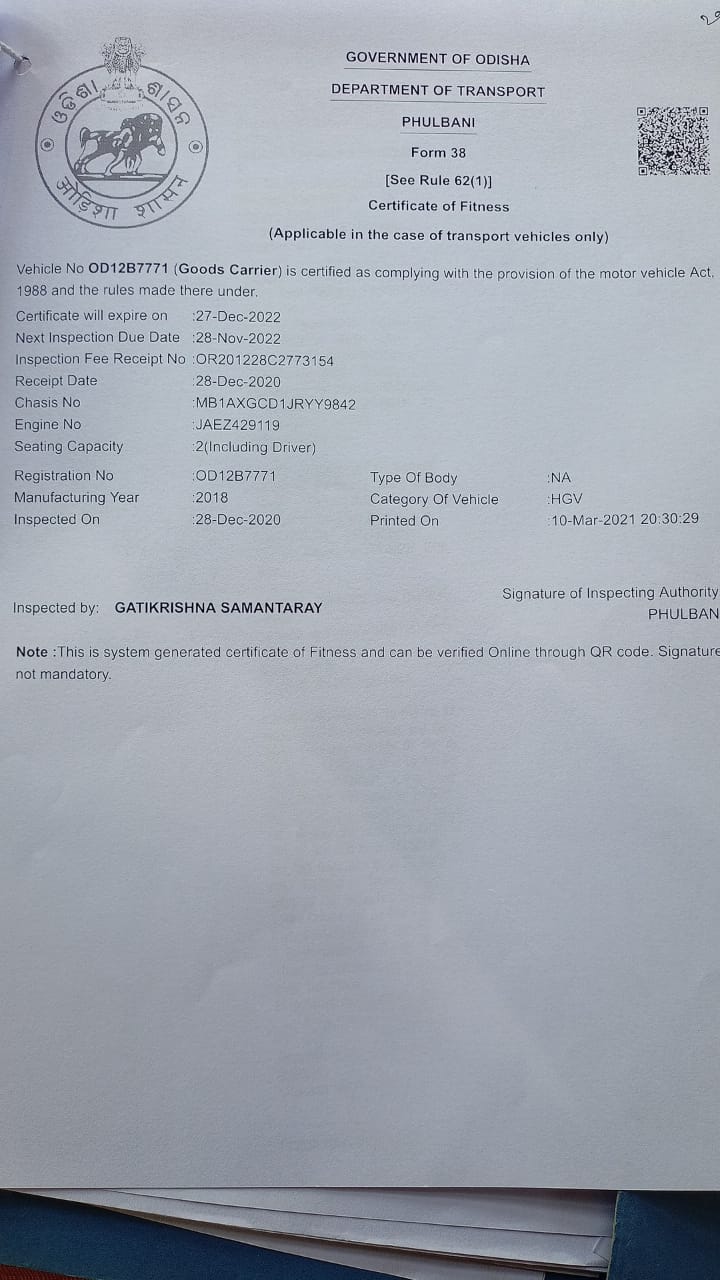 ଓଡ଼ିଶା ଶାସନ
ओड़िशा शासन
GOVERNMENT OF ODISHA
DEPARTMENT OF TRANSPORT
PHULBANI
Form 38
[See Rule 62(1)]
Certificate of Fitness
(Applicable in the case of transport vehicles only)
Vehicle No OD12B7771 (Goods Carrier) is certified as complying with the provision of the motor vehicle Act,
1988 and the rules made there under.
Certificate will expire on :27-Dec-2022
Next Inspection Due Date :28-Nov-2022
Inspection Fee Receipt No :OR201228C2773154
Receipt Date :28-Dec-2020
Chasis No :MB1AXGCD1JRYY9842
Engine No :JAEZ429119
Seating Capacity :2(Including Driver)
Registration No :OD12B7771 Type Of Body :NA
Manufacturing Year :2018 Category Of Vehicle :HGV
Inspected On :28-Dec-2020 Printed On :10-Mar-2021 20:30:29
Signature of Inspecting Authority
Inspected by: GATIKRISHNA SAMANTARAY PHULBAN
Note :This is system generated certificate of Fitness and can be verified Online through QR code. Signature
not mandatory.